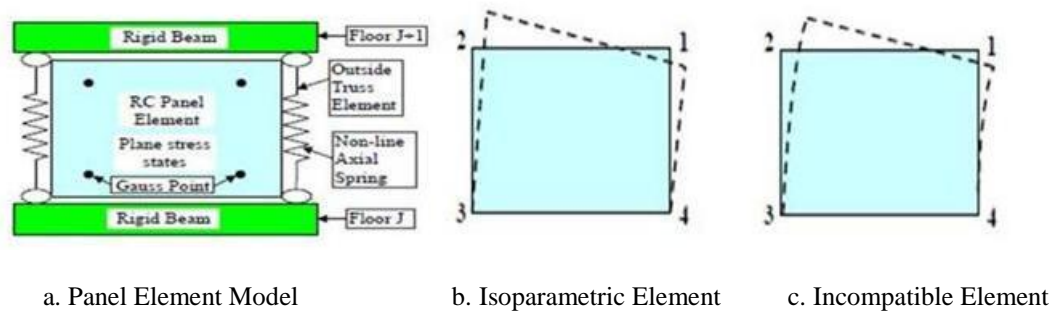 Rigid Beam
Floor J+1
Outside
Truss
Element
RC Panel
Element
Plane stress
states
Non-line
Axial
Spring
Gauss Point
Rigid Beam
Floor J
2
1
3
4
2
1
3
4
a. Panel Element Model
b. Isoparametric Element
c. Incompatible Element